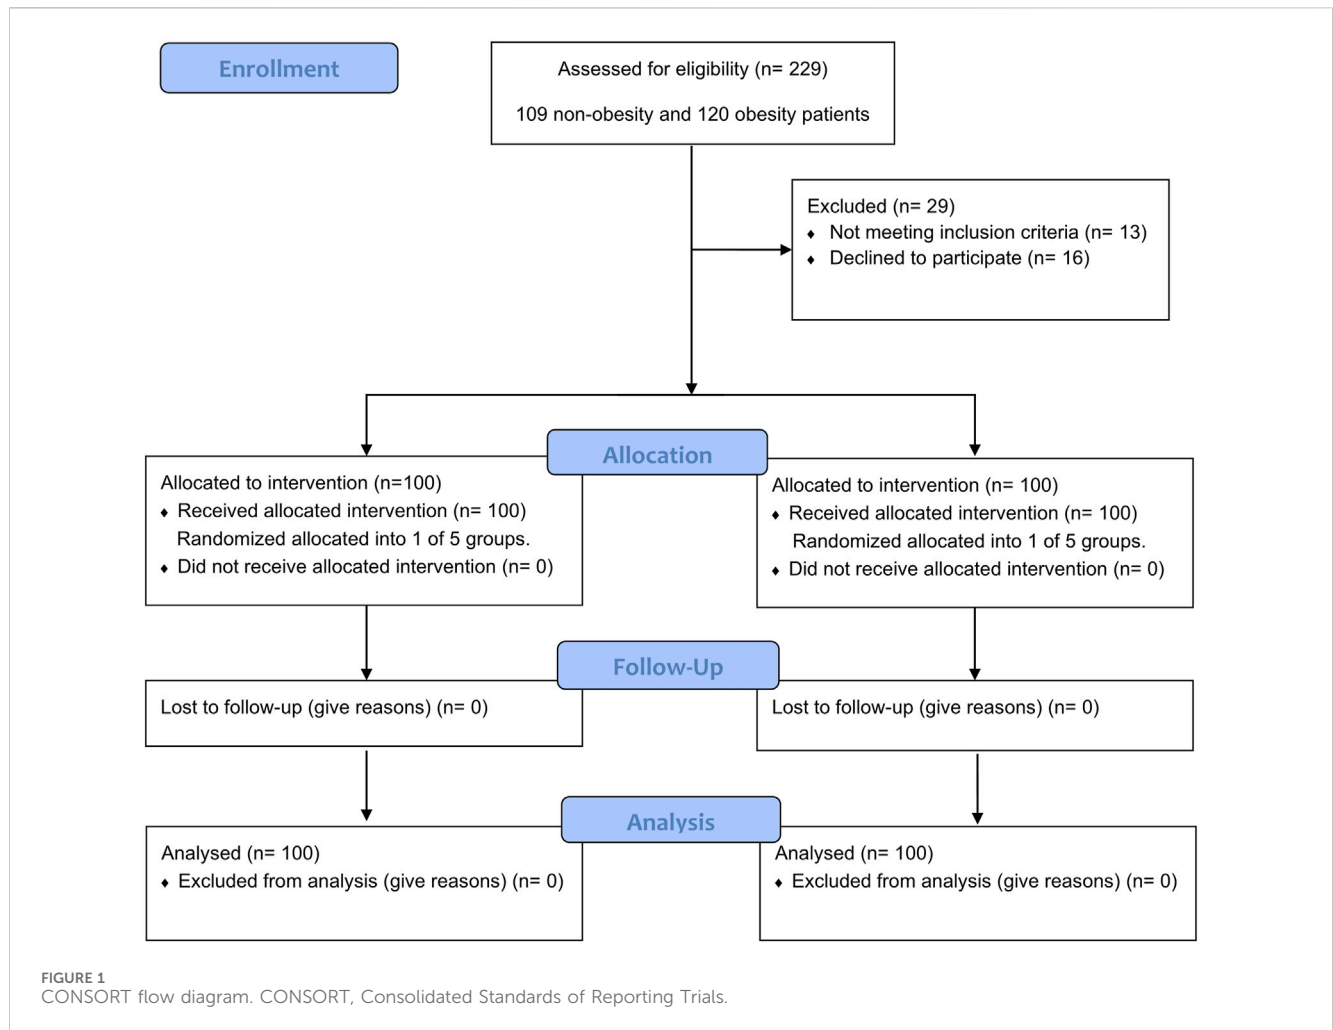 Enrollment
Assessed for eligibility (n= 229)
109 non-obesity and 120 obesity patients
Excluded (n= 29)
♦ Not meeting inclusion criteria (n= 13)
♦ Declined to participate (n= 16)
Allocation
Allocated to intervention (n=100)
♦ Received allocated intervention (n= 100)
Randomized allocated into 1 of 5 groups.
♦ Did not receive allocated intervention (n= 0)
Allocated to intervention (n= 100)
♦ Received allocated intervention (n= 100)
Randomized allocated into 1 of 5 groups.
♦ Did not receive allocated intervention (n= 0)
Follow-Up
Lost to follow-up (give reasons) (n= 0)
Lost to follow-up (give reasons) (n= 0)
Analysis
Analysed (n= 100)
♦ Excluded from analysis (give reasons) (n= 0)
Analysed (n= 100)
♦ Excluded from analysis (give reasons) (n= 0)
FIGURE 1
CONSORT flow diagram. CONSORT, Consolidated Standards of Reporting Trials.